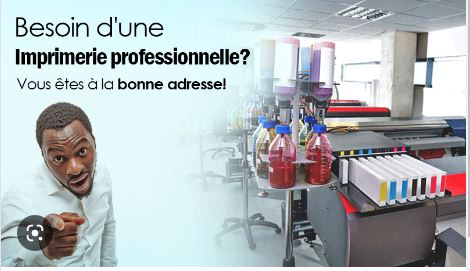 Besoin d'une
Imprimerie professionnelle?
Vous êtes à la bonne adresse!